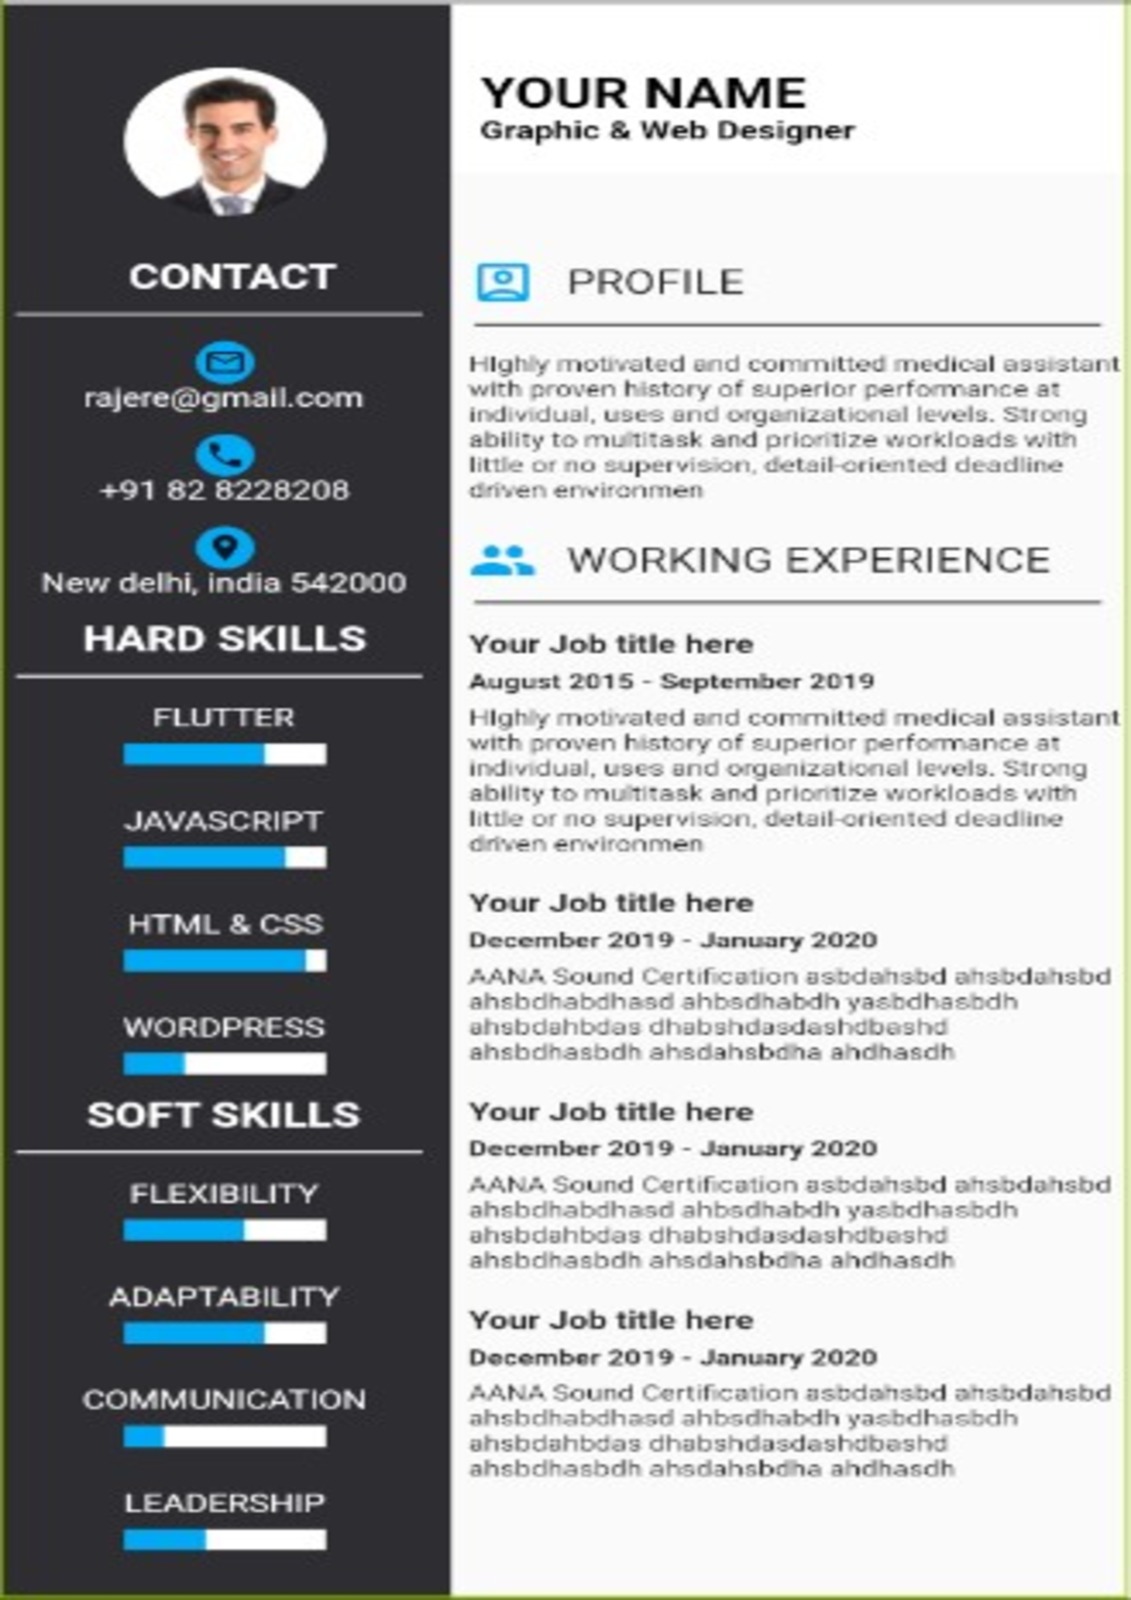 YOUR NAME
Graphic & Web Designer
CONTACT
rajere@gmail.com
+91 82 8228208
New delhi, india 542000
HARD SKILLS
FLUTTER
JAVASCRIPT
HTML & CSS
WORDPRESS
SOFT SKILLS
FLEXIBILITY
ADAPTABILITY
COMMUNICATION
LEADERSHIP
PROFILE
HIghly motivated and committed medical assistant
with proven history of superior performance at
individual, uses and organizational levels. Strong
ability to multitask and prioritize workloads with
little or no supervision, detail-oriented deadline
driven environmen
WORKING EXPERIENCE
Your Job title here
August 2015 - September 2019
HIghly motivated and committed medical assistant
with proven history of superior performance at
individual, uses and organizational levels. Strong
ability to multitask and prioritize workloads with
little or no supervision, detail-oriented deadline
driven environmen
Your Job title here
December 2019 - January 2020
AANA Sound Certification asbdahsbd ahsbdahsbd
ahsbdhabdhasd ahbsdhabdh yasbdhasbdh
ahsbdahbdas dhabshdasdashdbashd
ahsbdhasbdh ahsdahsbdha ahdhasdh
Your Job title here
December 2019 - January 2020
AANA Sound Certification asbdahsbd ahsbdahsbd
ahsbdhabdhasd ahbsdhabdh yasbdhasbdh
ahsbdahbdas dhabshdasdashdbashd
ahsbdhasbdh ahsdahsbdha ahdhasdh
Your Job title here
December 2019 - January 2020
AANA Sound Certification asbdahsbd ahsbdahsbd
ahsbdhabdhasd ahbsdhabdh yasbdhasbdh
ahsbdahbdas dhabshdasdashdbashd
ahsbdhasbdh ahsdahsbdha ahdhasdh